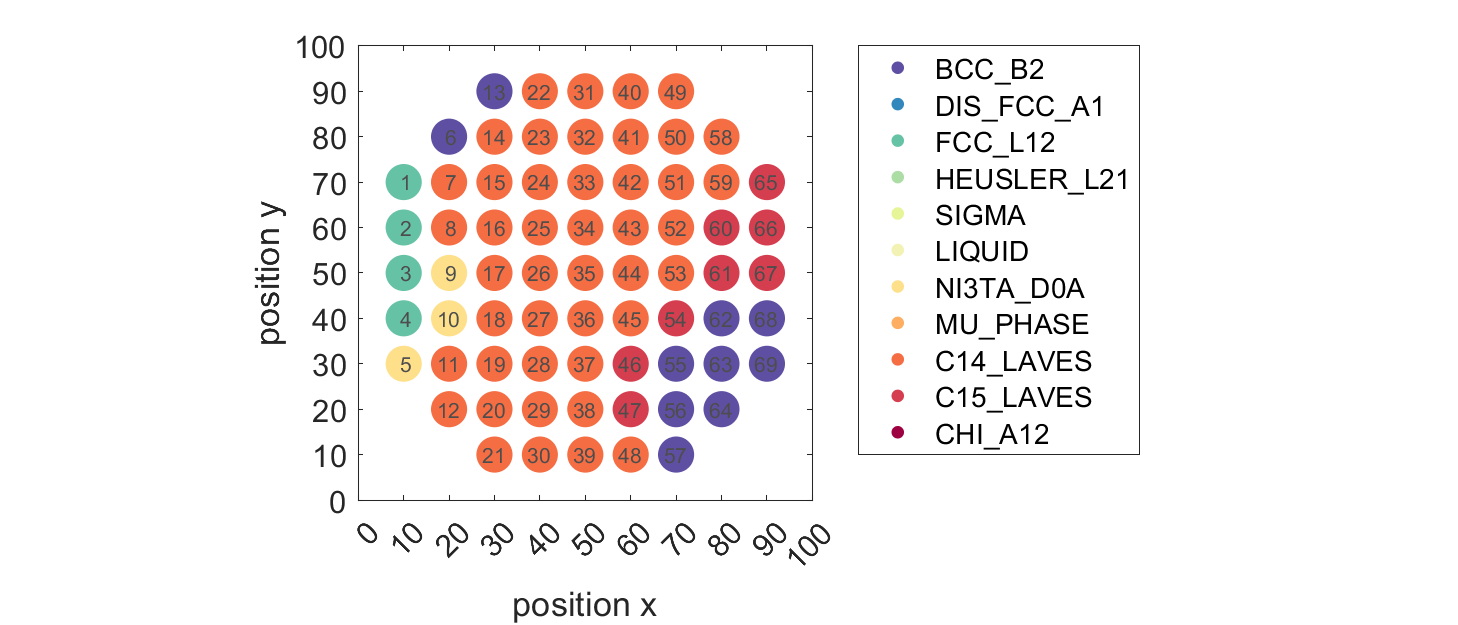 100
90 13 22 31 40 49
80 6 14 23 32 41 50 58
70 1 7 15 24 33 42 51 59 65
60 2 8 16 25 34 43 52 60 66
50 3 9 17 26 35 44 53 61 67
40 4 10 18 27 36 45 54 62 68
30 5 11 19 28 37 46 55 63 69
20 12 20 29 38 47 56 64
10 21 30 39 48 57
0
0 10 20 30 40 50 60 70 80 90 100
position x
position y
BCC_B2
DIS_FCC_A1
FCC_L12
HEUSLER_L21
SIGMA
LIQUID
NI3TA_D0A
MU_PHASE
C14_LAVES
C15_LAVES
CHI_A12